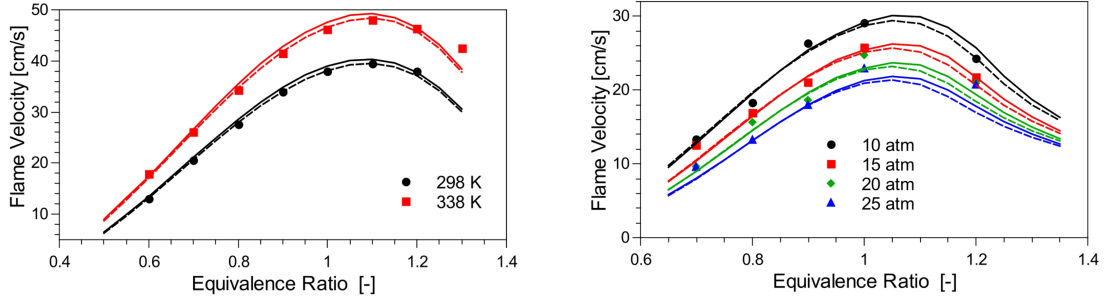 50
40
30
20
10
Flame Velocity [cm/s]
298 K
338 K
0.4
0.6
0.8
1.0
1.2
1.4
Equivalence Ratio [-]
30
20
10
0
Flame Velocity [cm/s]
10 atm
15 atm
20 atm
25 atm
0.6
0.8
1.0
1.2
1.4
Equivalence Ratio [-]